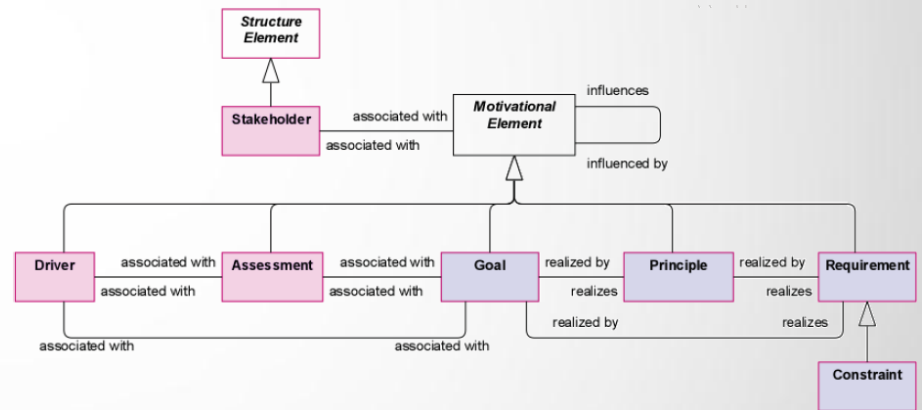 Structure
Element
Stakeholder
associated with
associated with
Motivational
Element
influences
influenced by
Driver
associated with
associated with
Assessment
associated with
associated with
Goal
realized by
realizes
Principle
realized by
realizes
Requirement
associated with
associated with
realized by
realizes
Constraint